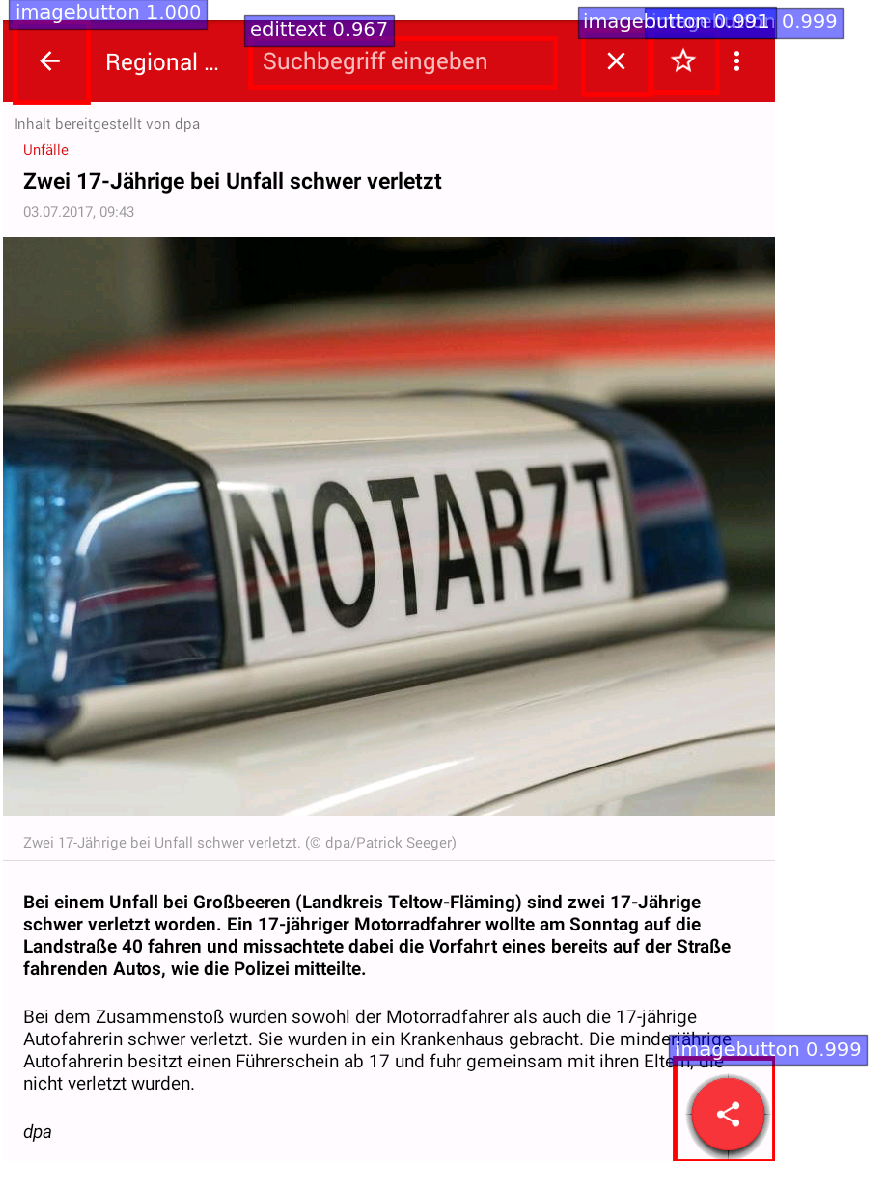 imagebutton 1.000
edittext 0.967
imagebutton 0.991
0.999
Regional ...
Suchbegriff eingeben
Inhalt bereitgestellt von dpa
Unfälle
Zwei 17-Jährige bei Unfall schwer verletzt
03.07.2017, 09:43
NOTARZT
Zwei 17-Jährige bei Unfall schwer verletzt. (© dpa/Patrick Seeger)
Bei einem Unfall bei Großbeeren (Landkreis Teltow-Fläming) sind zwei 17-Jährige
schwer verletzt worden. Ein 17-jähriger Motorradfahrer wollte am Sonntag auf die
Landstraße 40 fahren und missachtete dabei die Vorfahrt eines bereits auf der Straße
fahrenden Autos, wie die Polizei mitteilte.
Bei dem Zusammenstoß wurden sowohl der Motorradfahrer als auch die 17-jährige
Autofahrerin schwer verletzt. Sie wurden in ein Krankenhaus gebracht. Die minderjährige
imagebutton 0.999
Autofahrerin besitzt einen Führerschein ab 17 und fuhr gemeinsam mit ihren Eltern, die
nicht verletzt wurden.
dpa